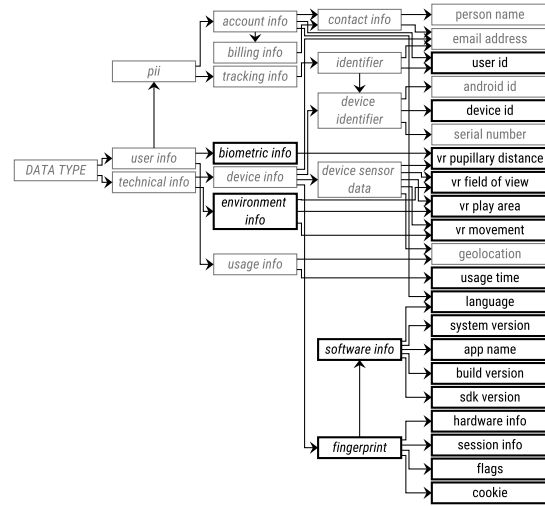 account info
contact info
person name
billing info
email address
pii
tracking info
identifier
user id
android id
device
identifier
device id
serial number
user info
biometric info
vr pupillary distance
DATA TYPE
technical info
device info
device sensor
data
vr field of view
environment
info
vr play area
vr movement
geolocation
usage info
usage time
language
system version
software info
app name
build version
sdk version
hardware info
fingerprint
session info
flags
cookie